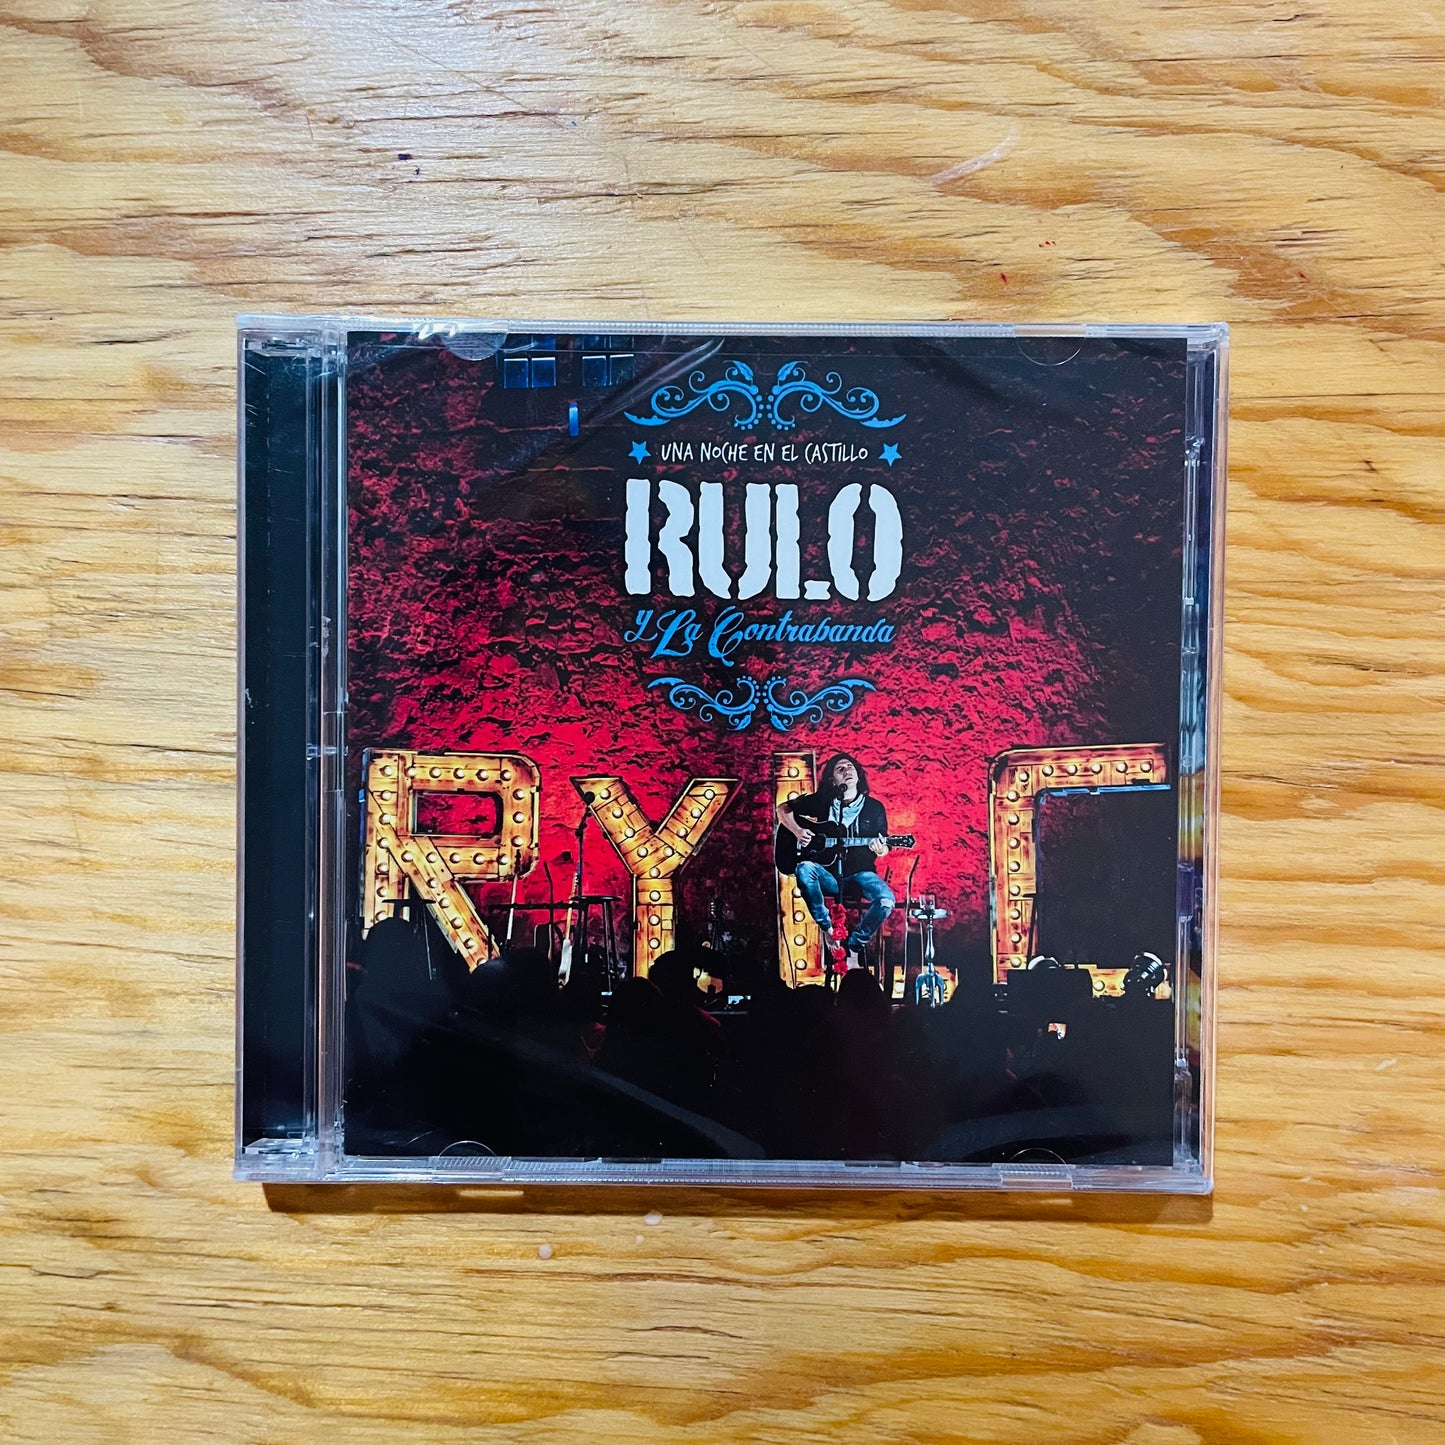 UNA NOCHE EN EL CASTILLO
RULO
y La Contrabanda
RYLC